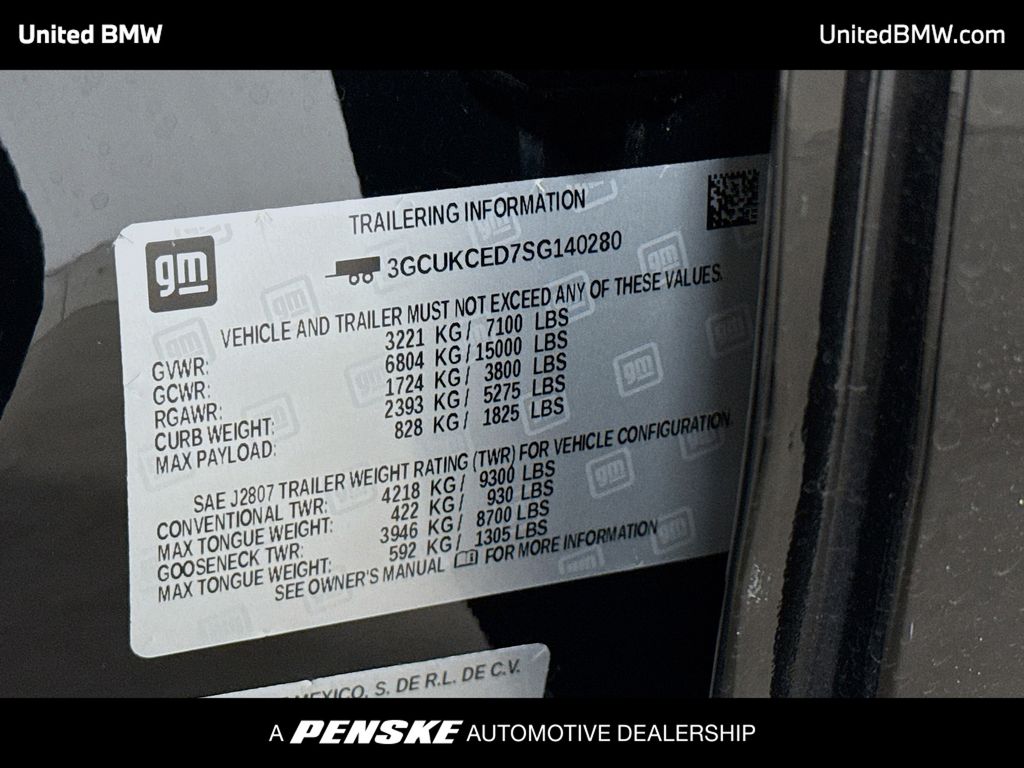 United BMW
UnitedBMW.com
gm
TRAILERING INFORMATION
3GCUKCED7SG140280
VEHICLE AND TRAILER MUST NOT EXCEED ANY OF THESE VALUES.
GVWR: 3221 KG/ 7100 LBS
GCWR: 6804 KG/15000 LBS
RGAWR: 1724 KG/ 3800 LBS
CURB WEIGHT: 2393 KG/ 5275 LBS
MAX PAYLOAD: 828 KG/ 1825 LBS
SAE J2807 TRAILER WEIGHT RATING (TWR) FOR VEHICLE CONFIGURATION.
CONVENTIONAL TWR: 4218 KG/ 9300 LBS
MAX TONGUE WEIGHT: 422 KG/ 930 LBS
GOOSENECK TWR: 3946 KG/ 8700 LBS
MAX TONGUE WEIGHT: 592 KG/ 1305 LBS
SEE OWNER'S MANUAL FOR MORE INFORMATION
MEXICO, S. DE R.L. DE C.V.
A PENSKE AUTOMOTIVE DEALERSHIP